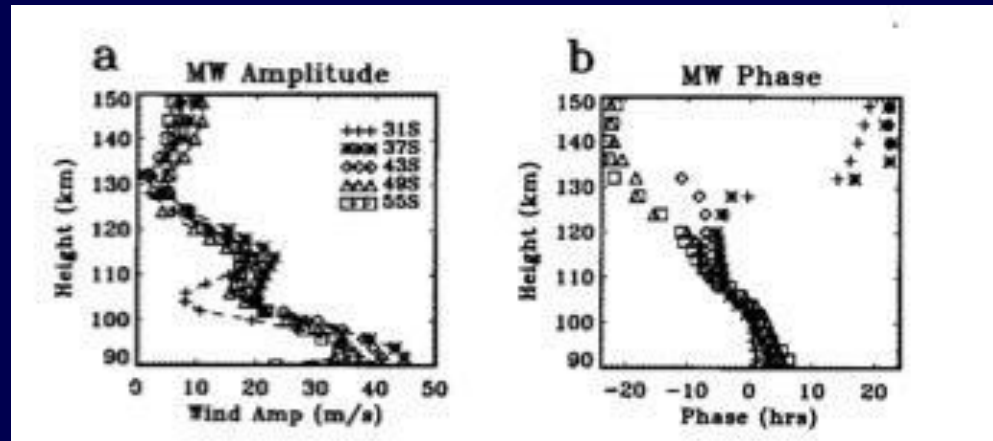 a
MW Amplitude
150
140
130
120
110
100
90
Height (km)
+++ 31S
37S
43S
49S
55S
0 10 20 30 40 50
Wind Amp (m/s)
b
MW Phase
150
140
130
120
110
100
90
Height (km)
-20 -10 0 10 20
Phase (hrs)